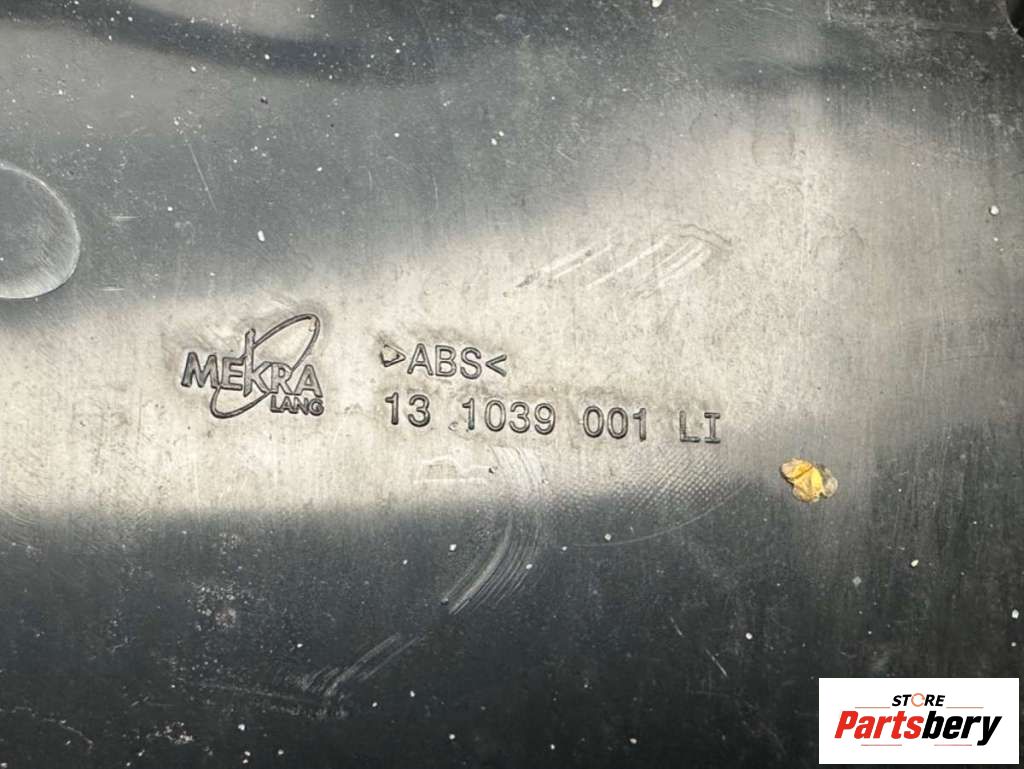 MEKRA
LANG
>ABS<
13 1039 001 LI
STORE
Partsbery